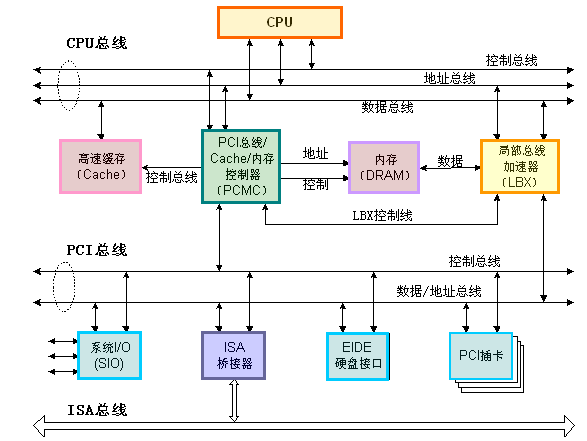 CPU
CPU总线
控制总线
地址总线
数据总线
高速缓存
（Cache）
控制总线
PCI总线/
Cache/内存
控制器
（PCMC）
地址
控制
内存
（DRAM）
数据
局部总线
加速器
（LBX）
LBX控制线
PCI总线
控制总线
数据/地址总线
系统I/O
(SIO)
ISA
桥接器
EIDE
硬盘接口
PCI插卡
ISA总线